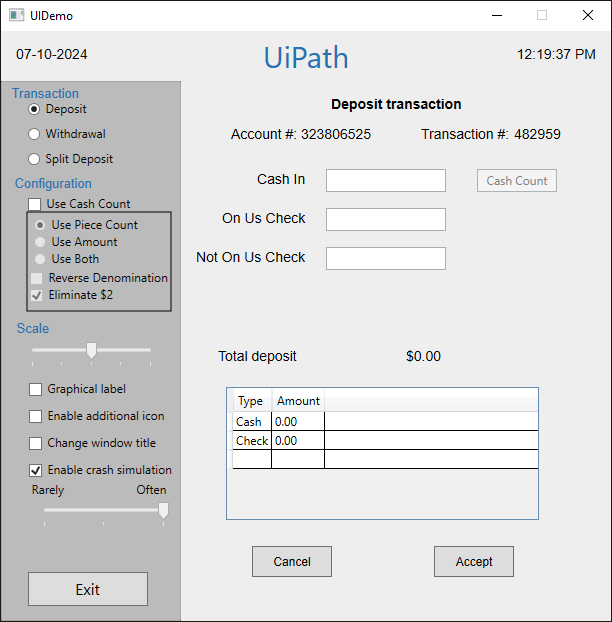 UIDemo
07-10-2024
UiPath
12:19:37 PM
Transaction
Deposit
Withdrawal
Split Deposit
Configuration
Use Cash Count
Use Piece Count
Use Amount
Use Both
Reverse Denomination
Eliminate $2
Scale
Graphical label
Enable additional icon
Change window title
Enable crash simulation
Rarely Often
Exit
Deposit transaction
Account #: 323806525 Transaction #: 482959
Cash In
Cash Count
On Us Check
Not On Us Check
Total deposit $0.00
Type Amount
Cash 0.00
Check 0.00
Cancel Accept